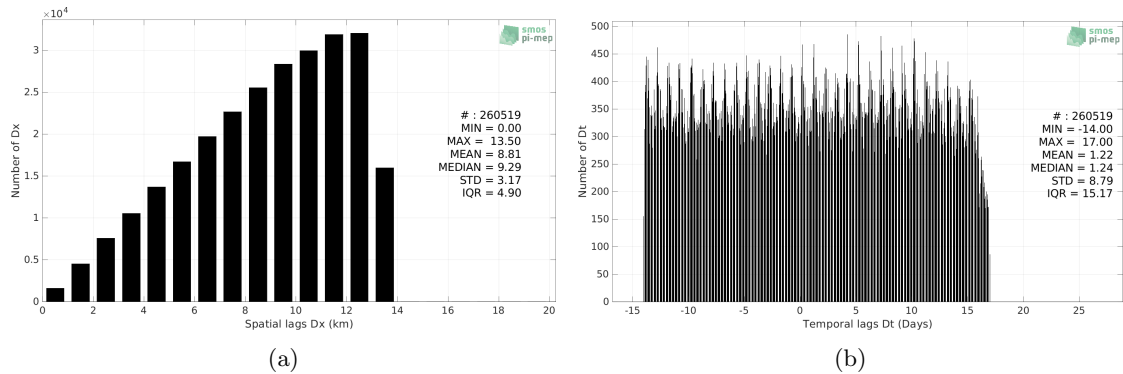 ×10⁴
3
2.5
2
1.5
1
0.5
0
0 2 4 6 8 10 12 14 16 18 20
Number of Dx
Spatial lags Dx (km)
smos
pi-mep
# : 260519
MIN = 0.00
MAX = 13.50
MEAN = 8.81
MEDIAN = 9.29
STD = 3.17
IQR = 4.90
(a)
500
450
400
350
300
250
200
150
100
50
0
-15 -10 -5 0 5 10 15 20 25
Number of Dt
Temporal lags Dt (Days)
smos
pi-mep
# : 260519
MIN = -14.00
MAX = 17.00
MEAN = 1.22
MEDIAN = 1.24
STD = 8.79
IQR = 15.17
(b)